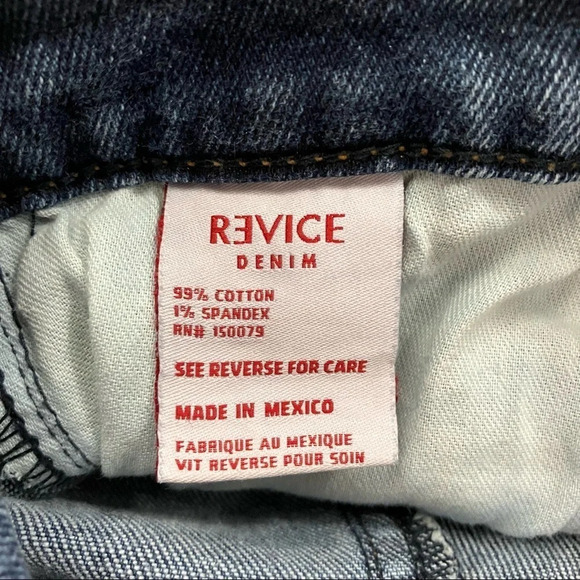 RƎVICE
DENIM
99% COTTON
1% SPANDEX
RN# 150079
SEE REVERSE FOR CARE
MADE IN MEXICO
FABRIQUE AU MEXIQUE
VIT REVERSE POUR SOIN